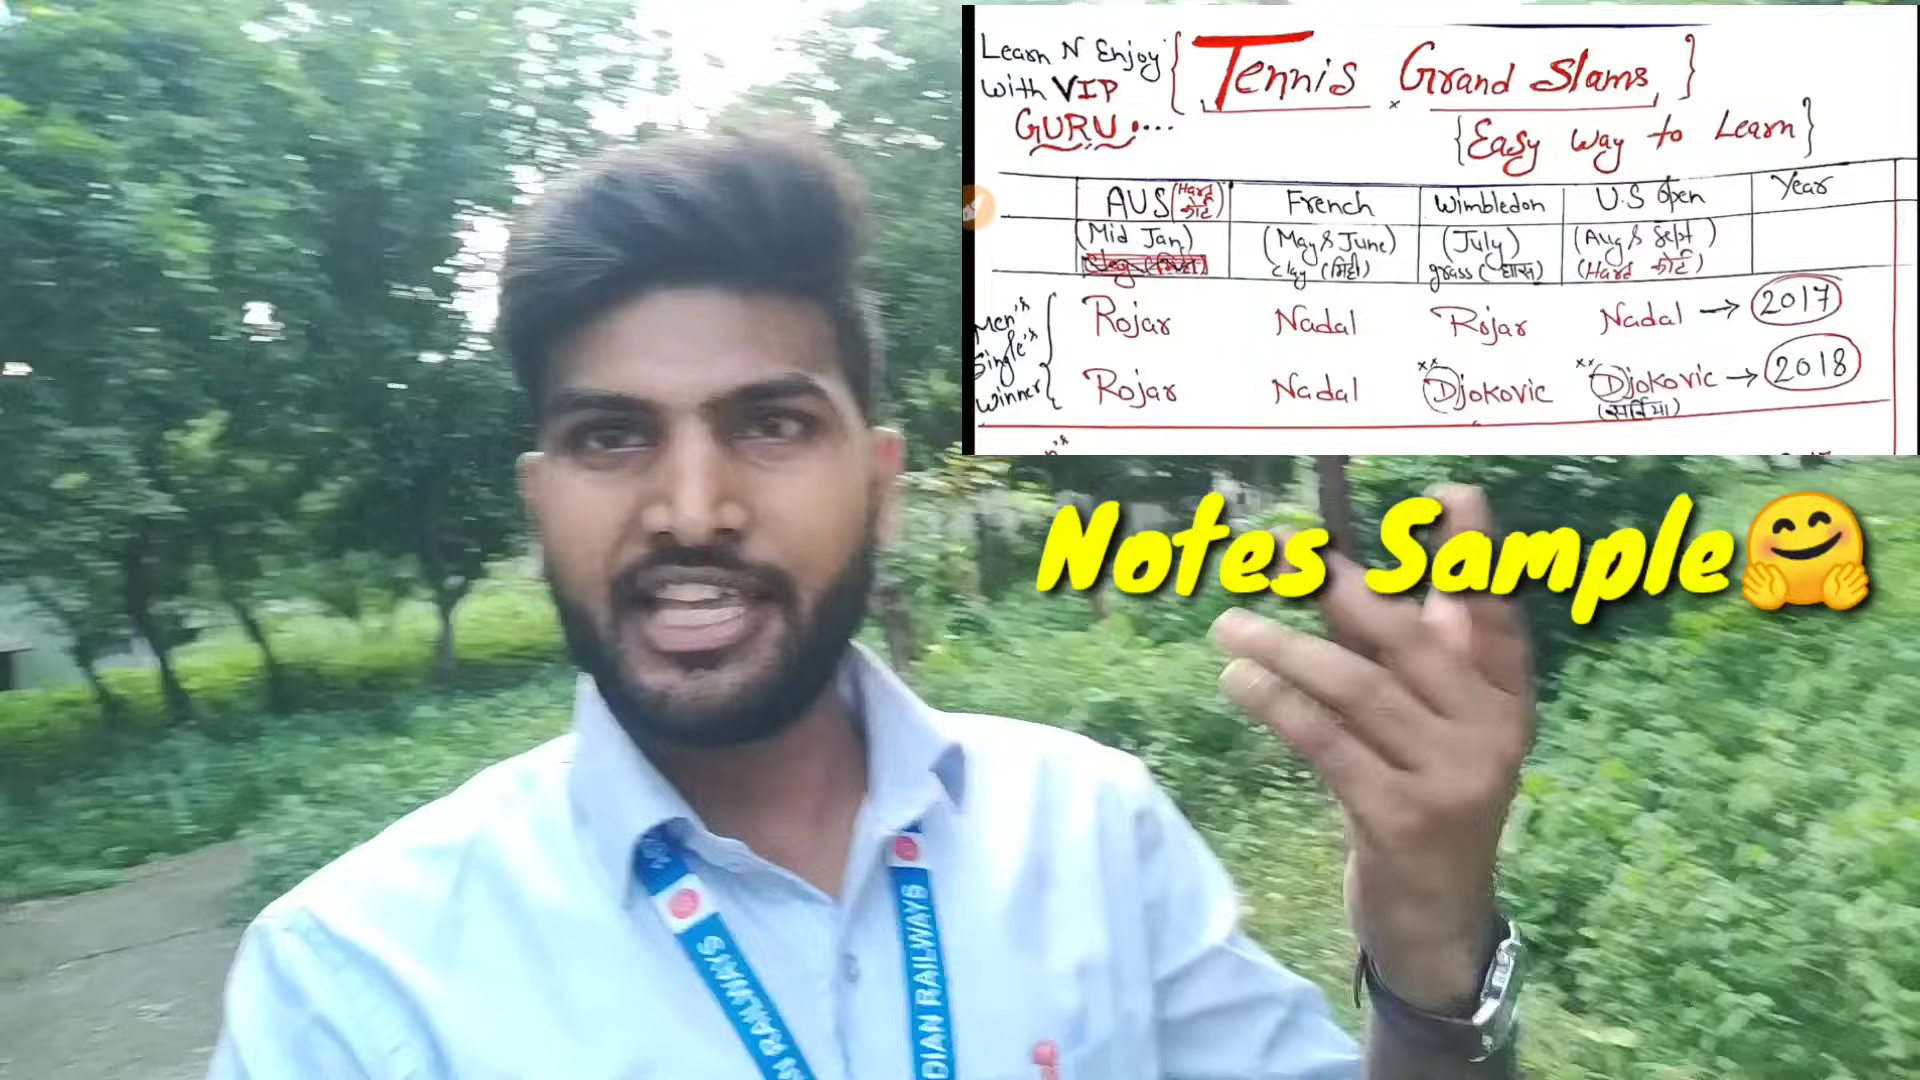 Learn N Enjoy
With VIP
GURU....
{Tennis Grand Slams}
{Easy way to Learn}
AUS (Hard कोर्ट) French Wimbledon U.S open Year
(Mid Jan) (May & June) (July) (Aug & Sept)
clay (मिट्टी) grass (घास) (Hard कोर्ट)
Men's
Single's
Winner
Rojar Nadal Rojar Nadal → 2017
Rojar Nadal Djokovic Djokovic → 2018
(सर्बिया)
Notes Sample🤗
N RAILWAYS
DIAN RAILWAYS